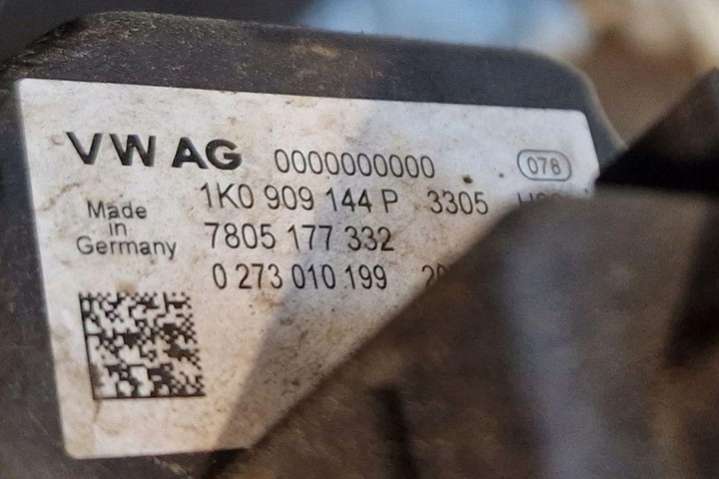 VW AG 0000000000 078
1K0 909 144 P 3305
Made
in
Germany
7805 177 332
0 273 010 199